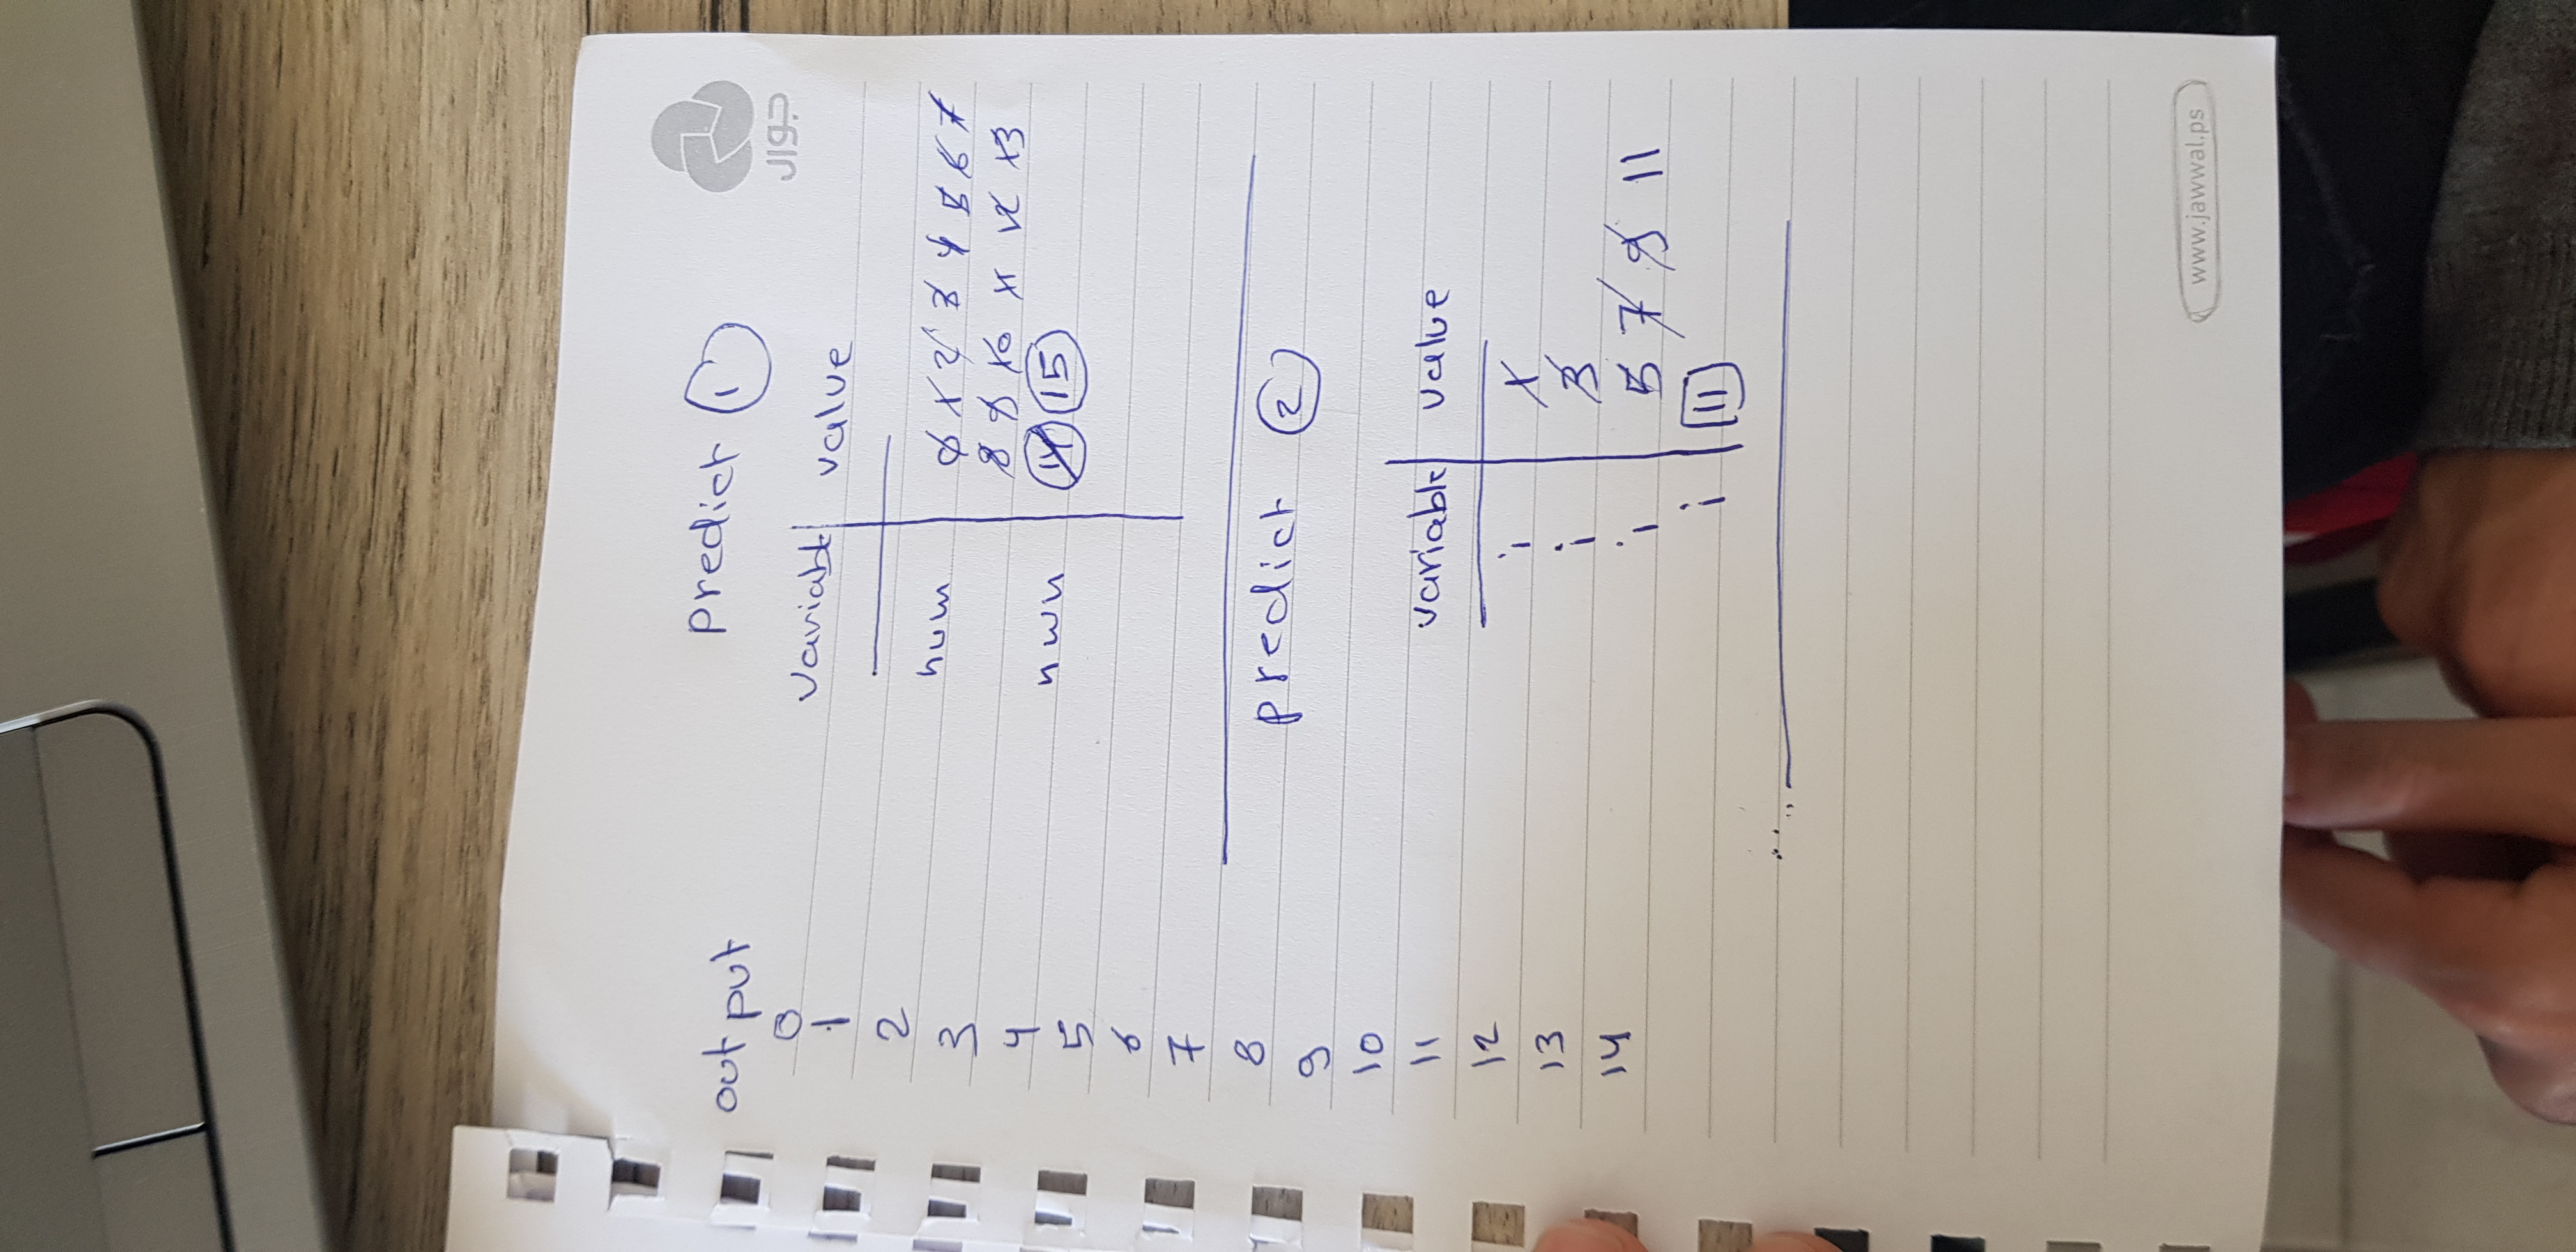 predict 1
جوال
output
0
1
2
3
4
5
6
7
8
9
10
11
12
13
14
variable value
num 0 1 2 3 4 5 6 7
8 9 10 11 12 13
num 14 15
predict 2
variable value
i 1
i 3
i 5 7 9 11
i 11
www.jawwal.ps